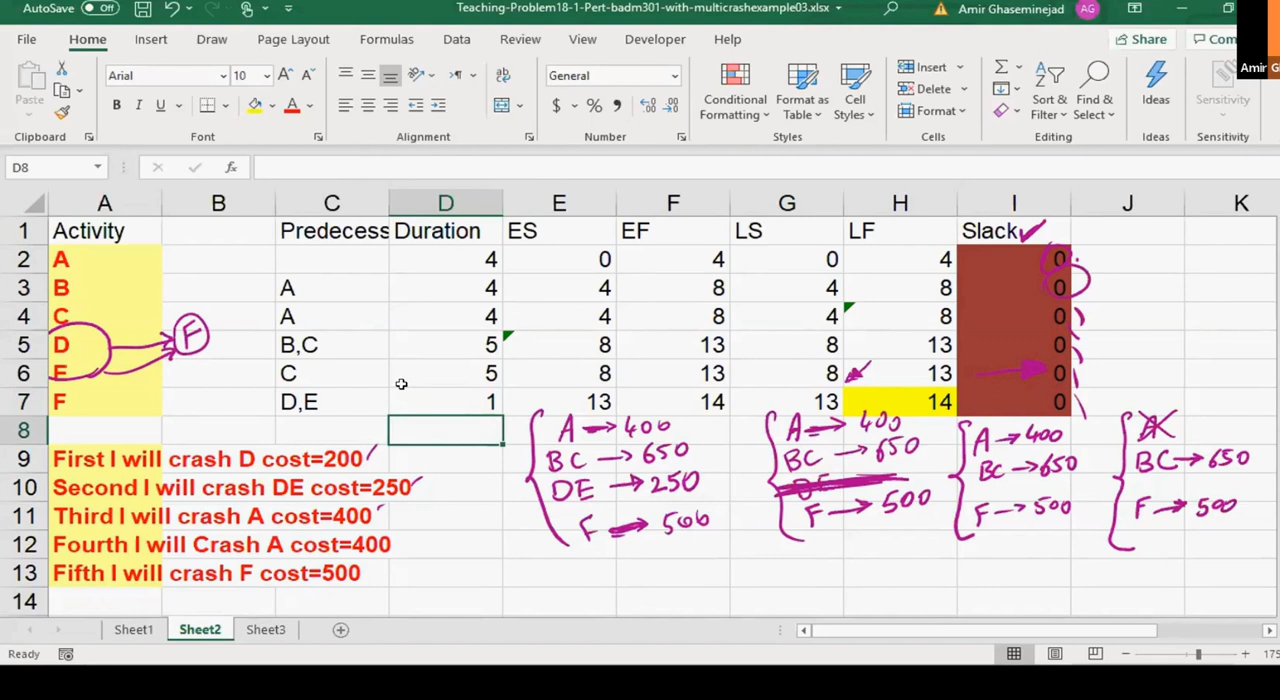 AutoSave Off Teaching-Problem18-1-Pert-badm301-with-multicrashexample03.xlsx Amir Ghaseminejad AG
File Home Insert Draw Page Layout Formulas Data Review View Developer Help Share Com
Amir G
Paste Arial 10 General Conditional Formatting Format as Table Cell Styles Insert Delete Format Sort & Filter Find & Select Ideas Sensitivity
Clipboard Font Alignment Number Styles Cells Editing Ideas Sensitivity
D8 fx
A B C D E F G H I J K
1 Activity Predecess Duration ES EF LS LF Slack
2 A 4 0 4 0 4 0
3 B A 4 4 8 4 8 0
4 C A 4 4 8 4 8 0
5 D F B,C 5 8 13 8 13 0
6 E C 5 8 13 8 13 0
7 F D,E 1 13 14 13 14 0
8
A → 400 A → 400 A → 400 A
9 First I will crash D cost=200 BC → 650 BC → 650 BC → 650 BC → 650
10 Second I will crash DE cost=250 DE → 250 DE
11 Third I will crash A cost=400 F → 500 F → 500 F → 500 F → 500
12 Fourth I will Crash A cost=400
13 Fifth I will crash F cost=500
14
Sheet1 Sheet2 Sheet3
Ready 175